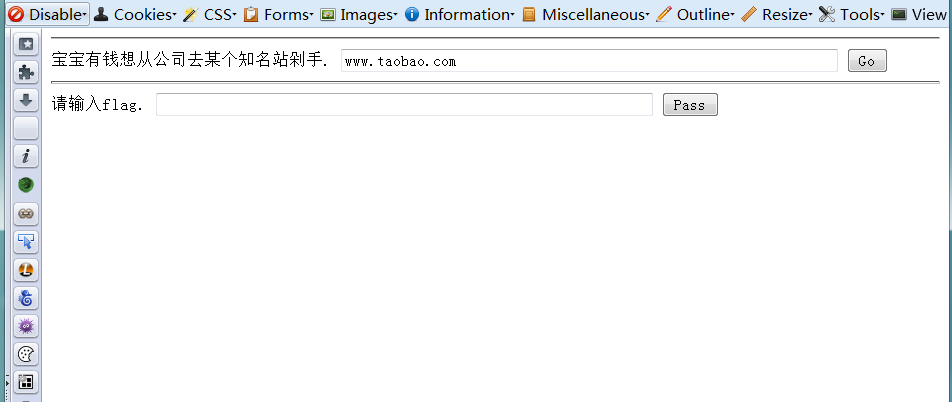 Disable Cookies CSS Forms Images Information Miscellaneous Outline Resize Tools View
宝宝有钱想从公司去某个知名站剁手. www.taobao.com Go
请输入flag. Pass